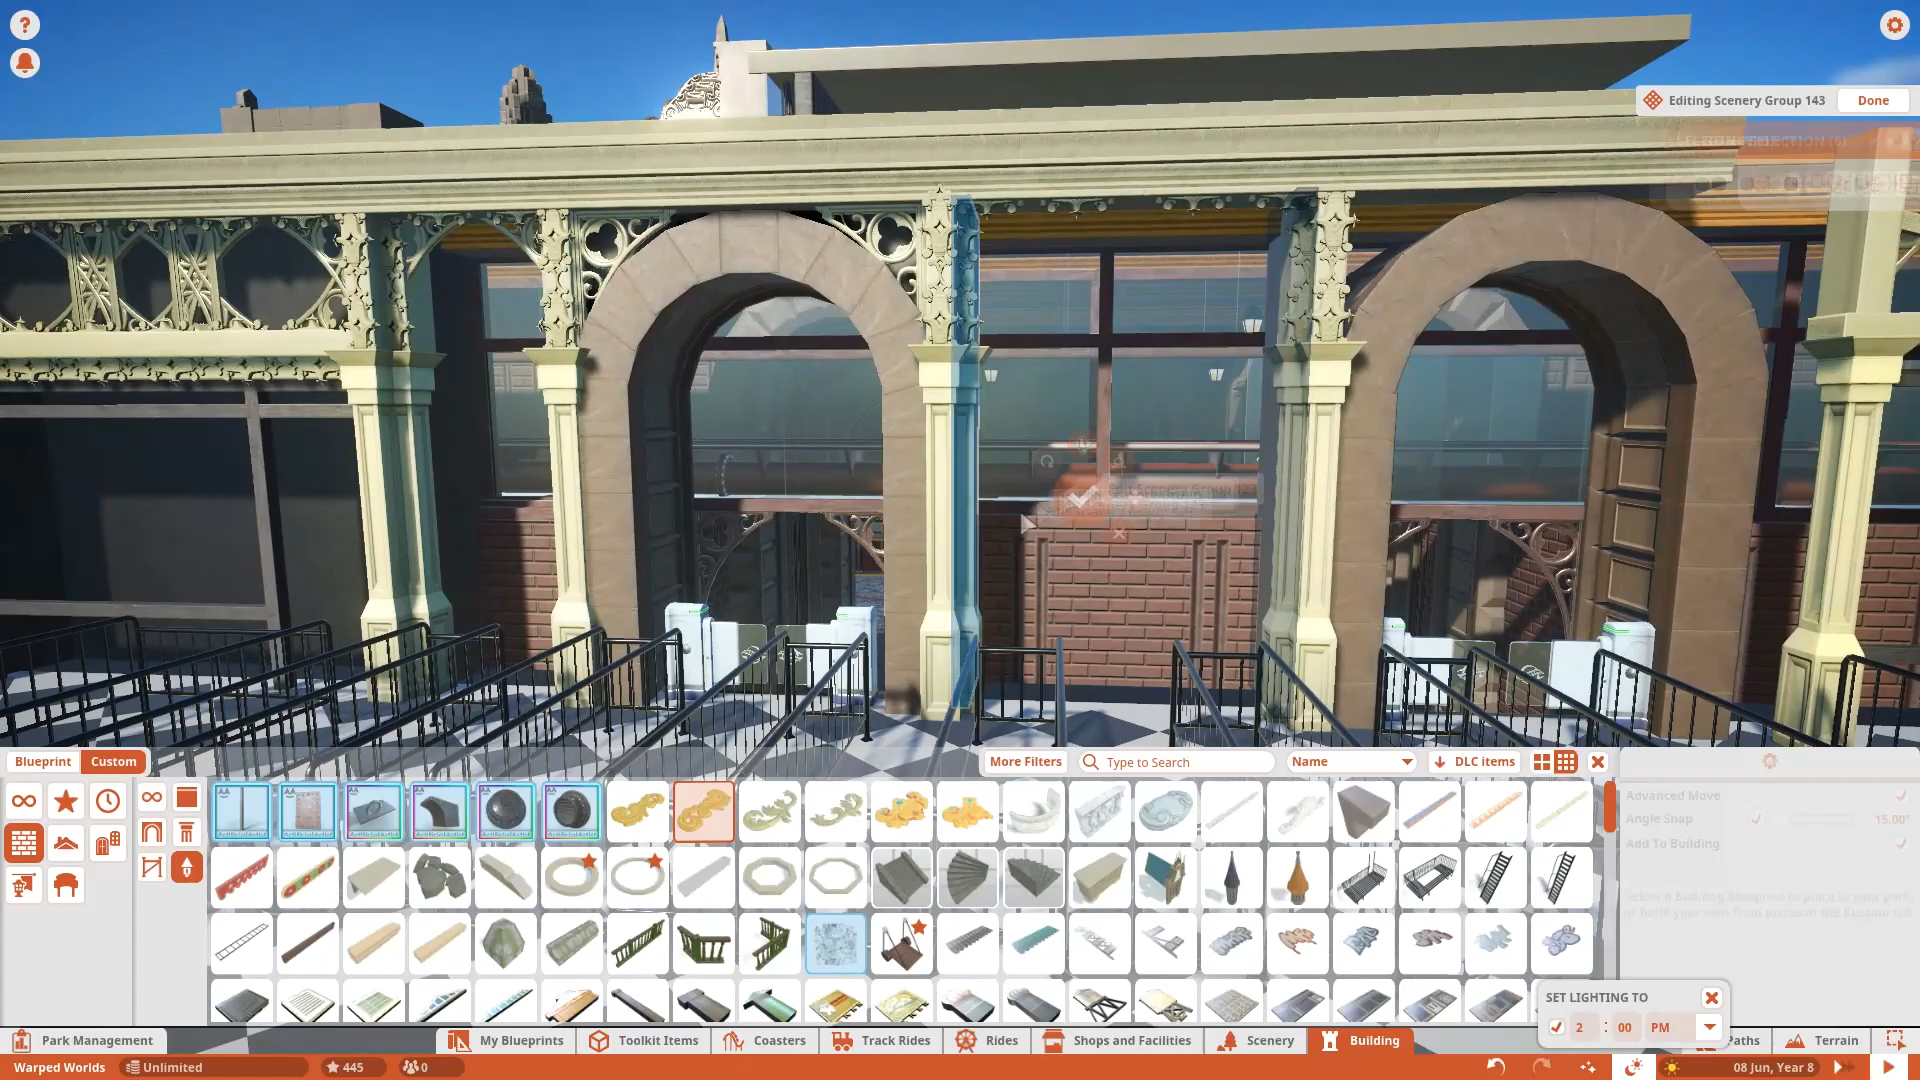 ?
Editing Scenery Group 143
Done
Blueprint
Custom
More Filters
Type to Search
Name
DLC items
Advanced Move
Angle Snap
15.00°
Add To Building
SET LIGHTING TO
2 : 00 PM
Park Management
My Blueprints
Toolkit Items
Coasters
Track Rides
Rides
Shops and Facilities
Scenery
Building
Paths
Terrain
Warped Worlds
Unlimited
445
0
08 Jun, Year 8